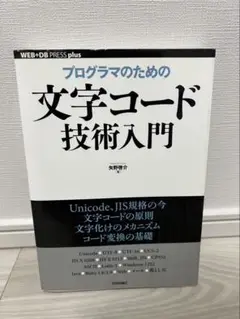 WEB+DB PRESS plus
プログラマのための
文字コード
技術入門
矢野啓介
著
Unicode、JIS規格の今
文字コードの原則
文字化けのメカニズム
コード変換の基礎